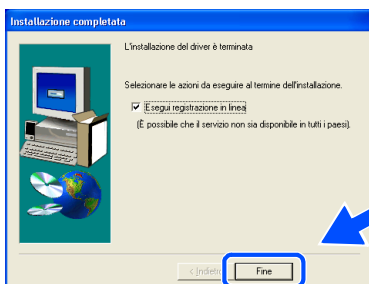 Installazione completata
L'installazione del driver è terminata
Selezionare le azioni da eseguire al termine dell'installazione.
Esegui registrazione in linea
(È possibile che il servizio non sia disponibile in tutti i paesi).
< Indietro
Fine